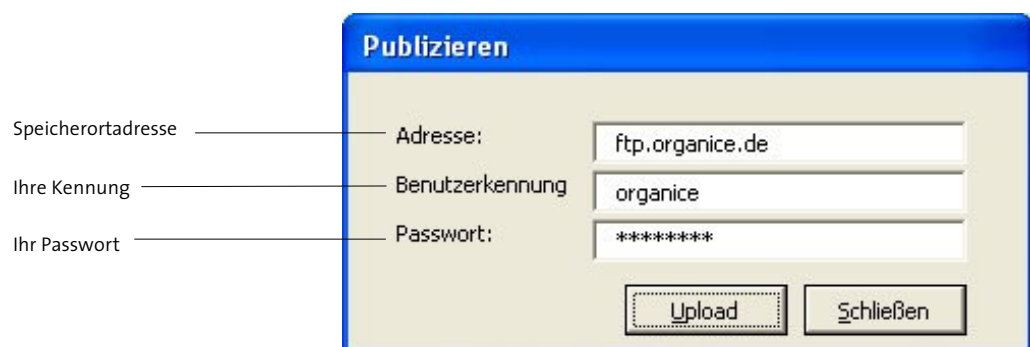 Publizieren
Speicherortadresse
Adresse:
ftp.organice.de
Ihre Kennung
Benutzerkennung
organice
Ihr Passwort
Passwort:
********
Upload
Schließen